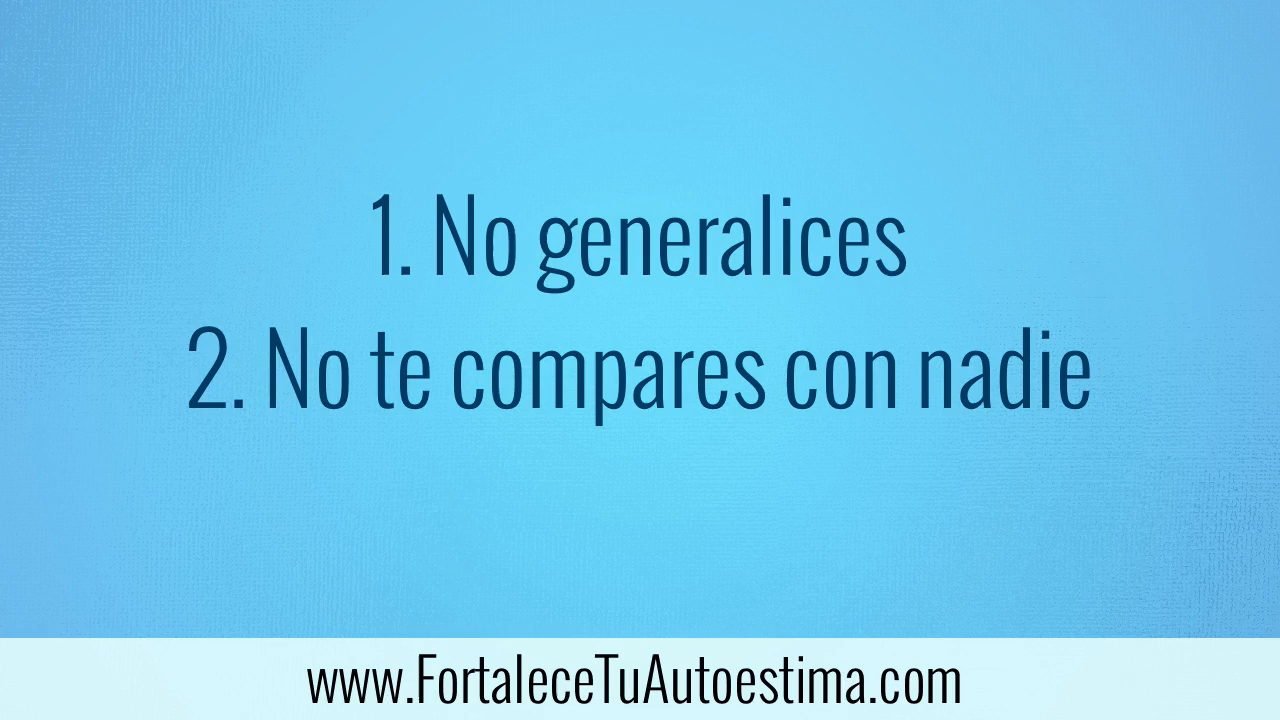 1. No generalices
2. No te compares con nadie
www.FortaleceTuAutoestima.com